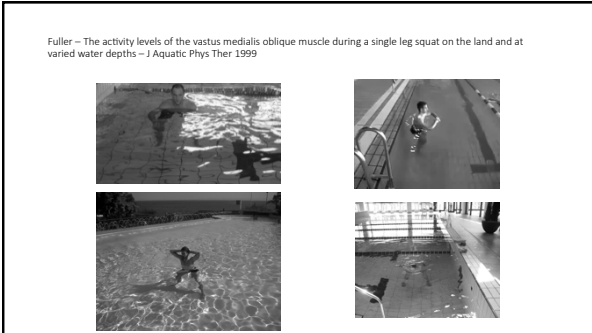 Fuller – The activity levels of the vastus medialis oblique muscle during a single leg squat on the land and at
varied water depths – J Aquatic Phys Ther 1999